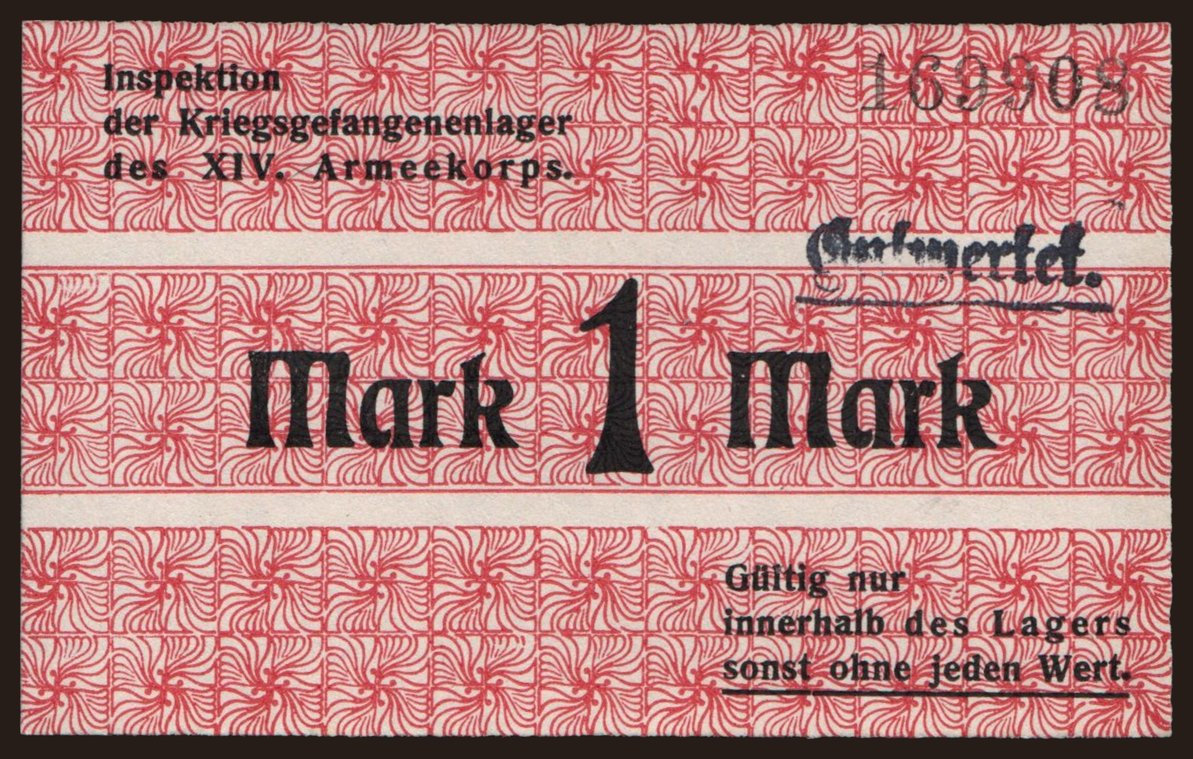 Inspektion
der Kriegsgefangenenlager
des XIV. Armeekorps.
169908
Entwertet.
Mark 1 Mark
Gültig nur
innerhalb des Lagers
sonst ohne jeden Wert.